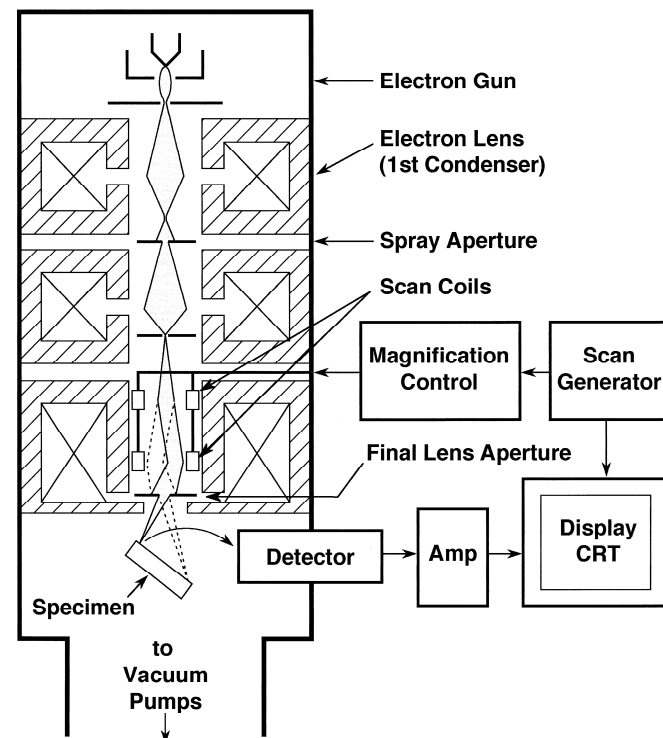 Electron Gun
Electron Lens
(1st Condenser)
Spray Aperture
Scan Coils
Magnification
Control
Scan
Generator
Final Lens Aperture
Display
CRT
Detector
Amp
Specimen
to
Vacuum
Pumps